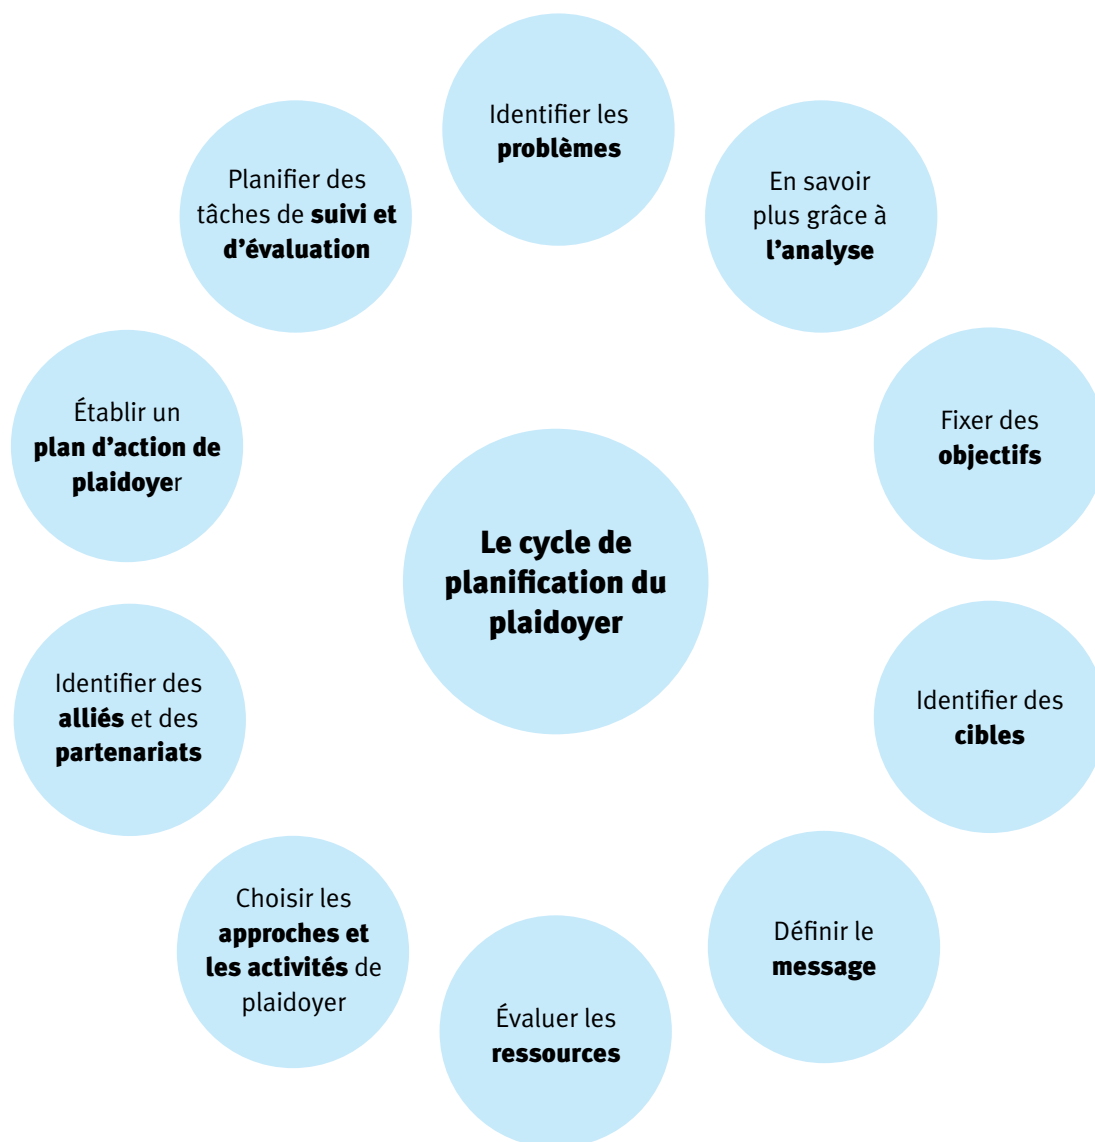 Identifier les
problèmes
En savoir
plus grâce à
l’analyse
Fixer des
objectifs
Identifier des
cibles
Définir le
message
Évaluer les
ressources
Choisir les
approches et
les activités de
plaidoyer
Identifier des
alliés et des
partenariats
Établir un
plan d’action de
plaidoyer
Planifier des
tâches de suivi et
d’évaluation
Le cycle de
planification du
plaidoyer